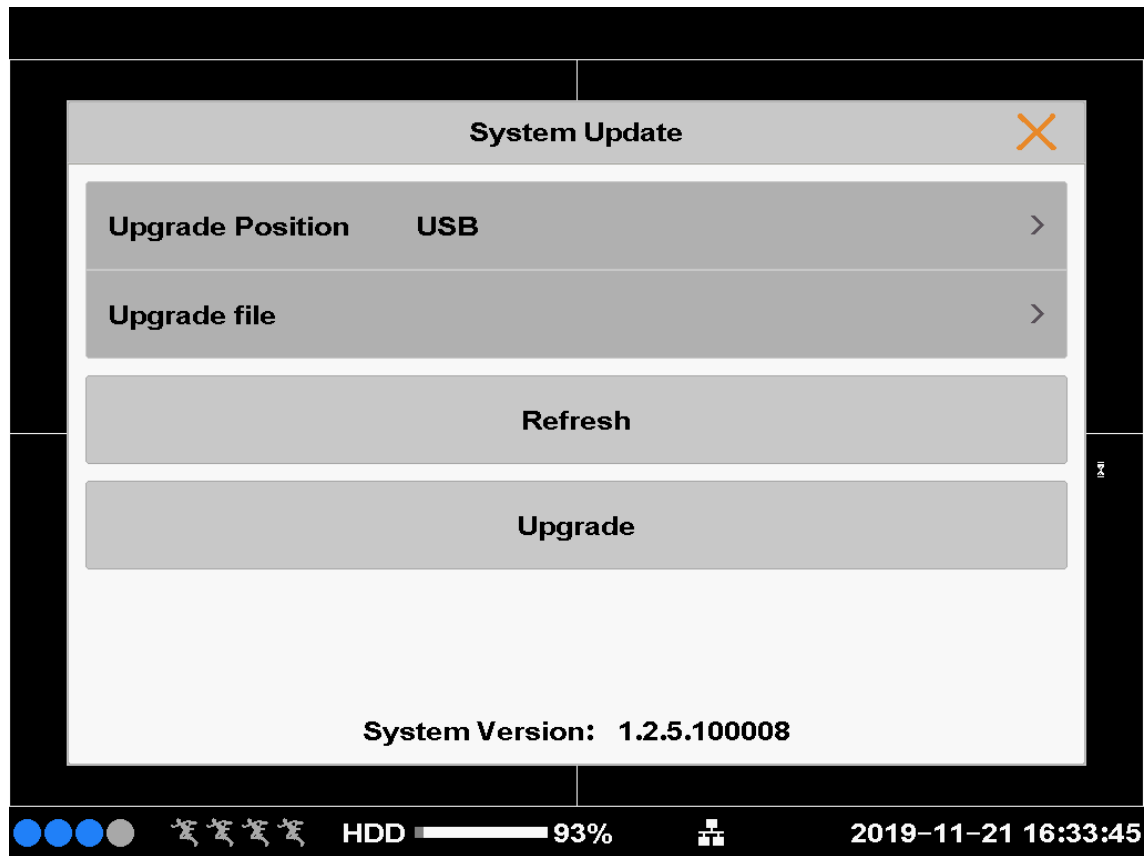 System Update
Upgrade Position USB
Upgrade file
Refresh
Upgrade
System Version: 1.2.5.100008
HDD 93% 2019-11-21 16:33:45